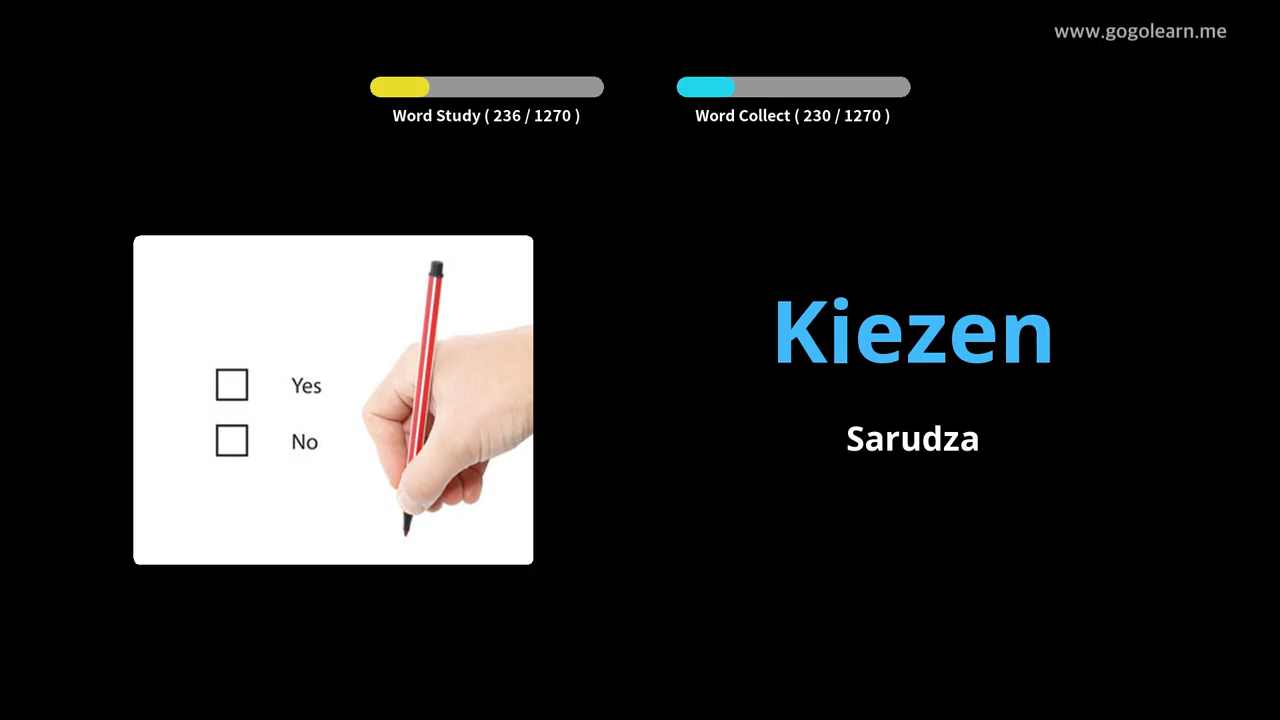 www.gogolearn.me
Word Study ( 236 / 1270 )
Word Collect ( 230 / 1270 )
Yes
No
Kiezen
Sarudza